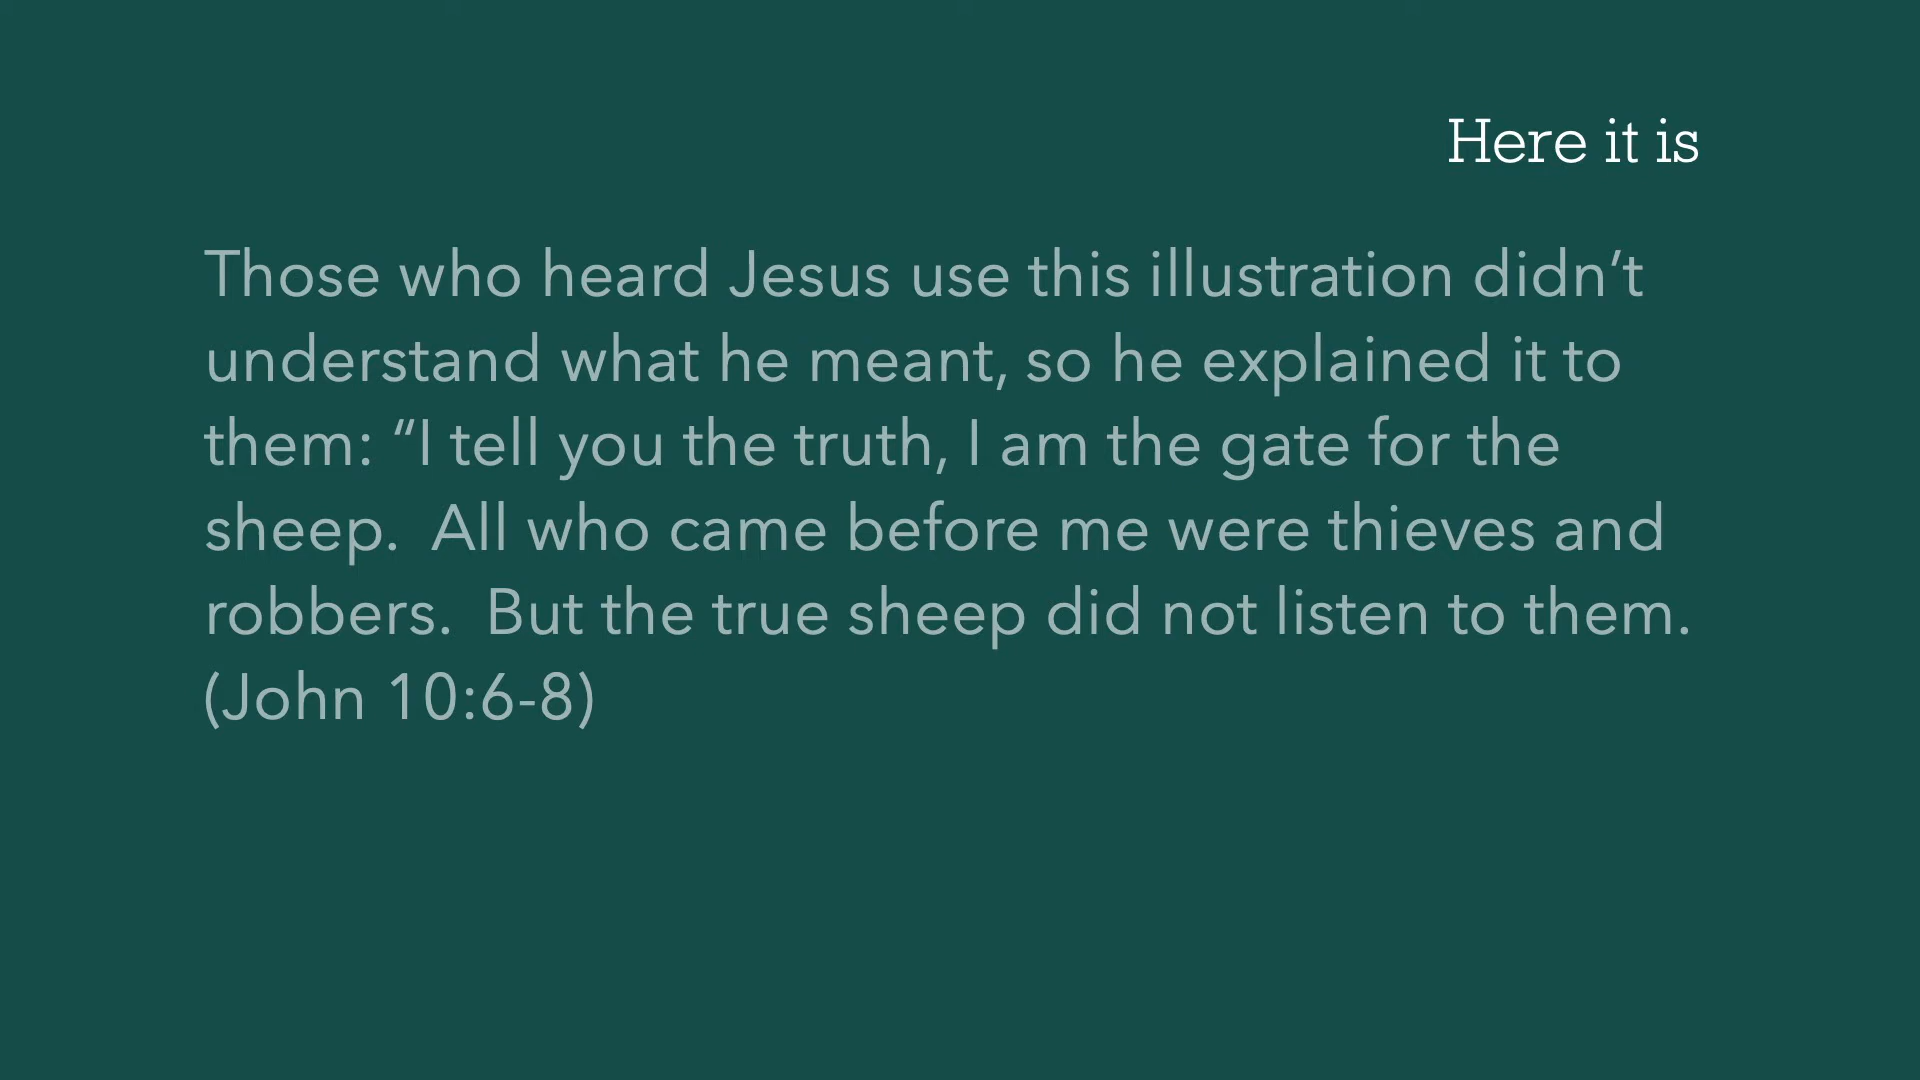 Here it is
Those who heard Jesus use this illustration didn’t
understand what he meant, so he explained it to
them: “I tell you the truth, I am the gate for the
sheep.  All who came before me were thieves and
robbers.  But the true sheep did not listen to them.
(John 10:6-8)